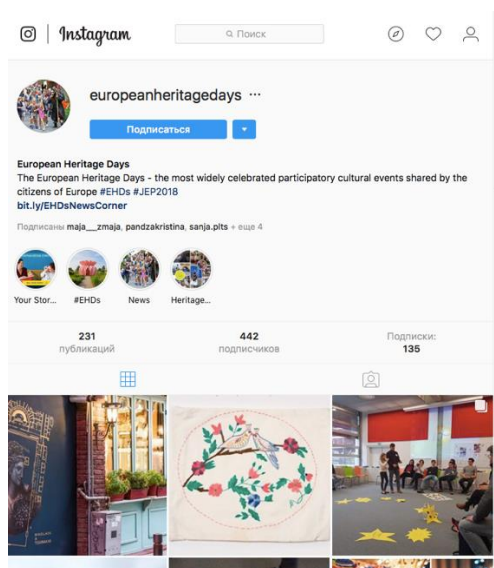 Instagram
Поиск
europeanheritagedays ...
Подписаться
European Heritage Days
The European Heritage Days - the most widely celebrated participatory cultural events shared by the
citizens of Europe #EHDs #JEP2018
bit.ly/EHDsNewsCorner
Подписаны maja__zmaja, pandzakristina, sanja.pits + еще 4
Your Stor... #EHDs News Heritage...
231 442 Подписки:
публикаций подписчиков 135